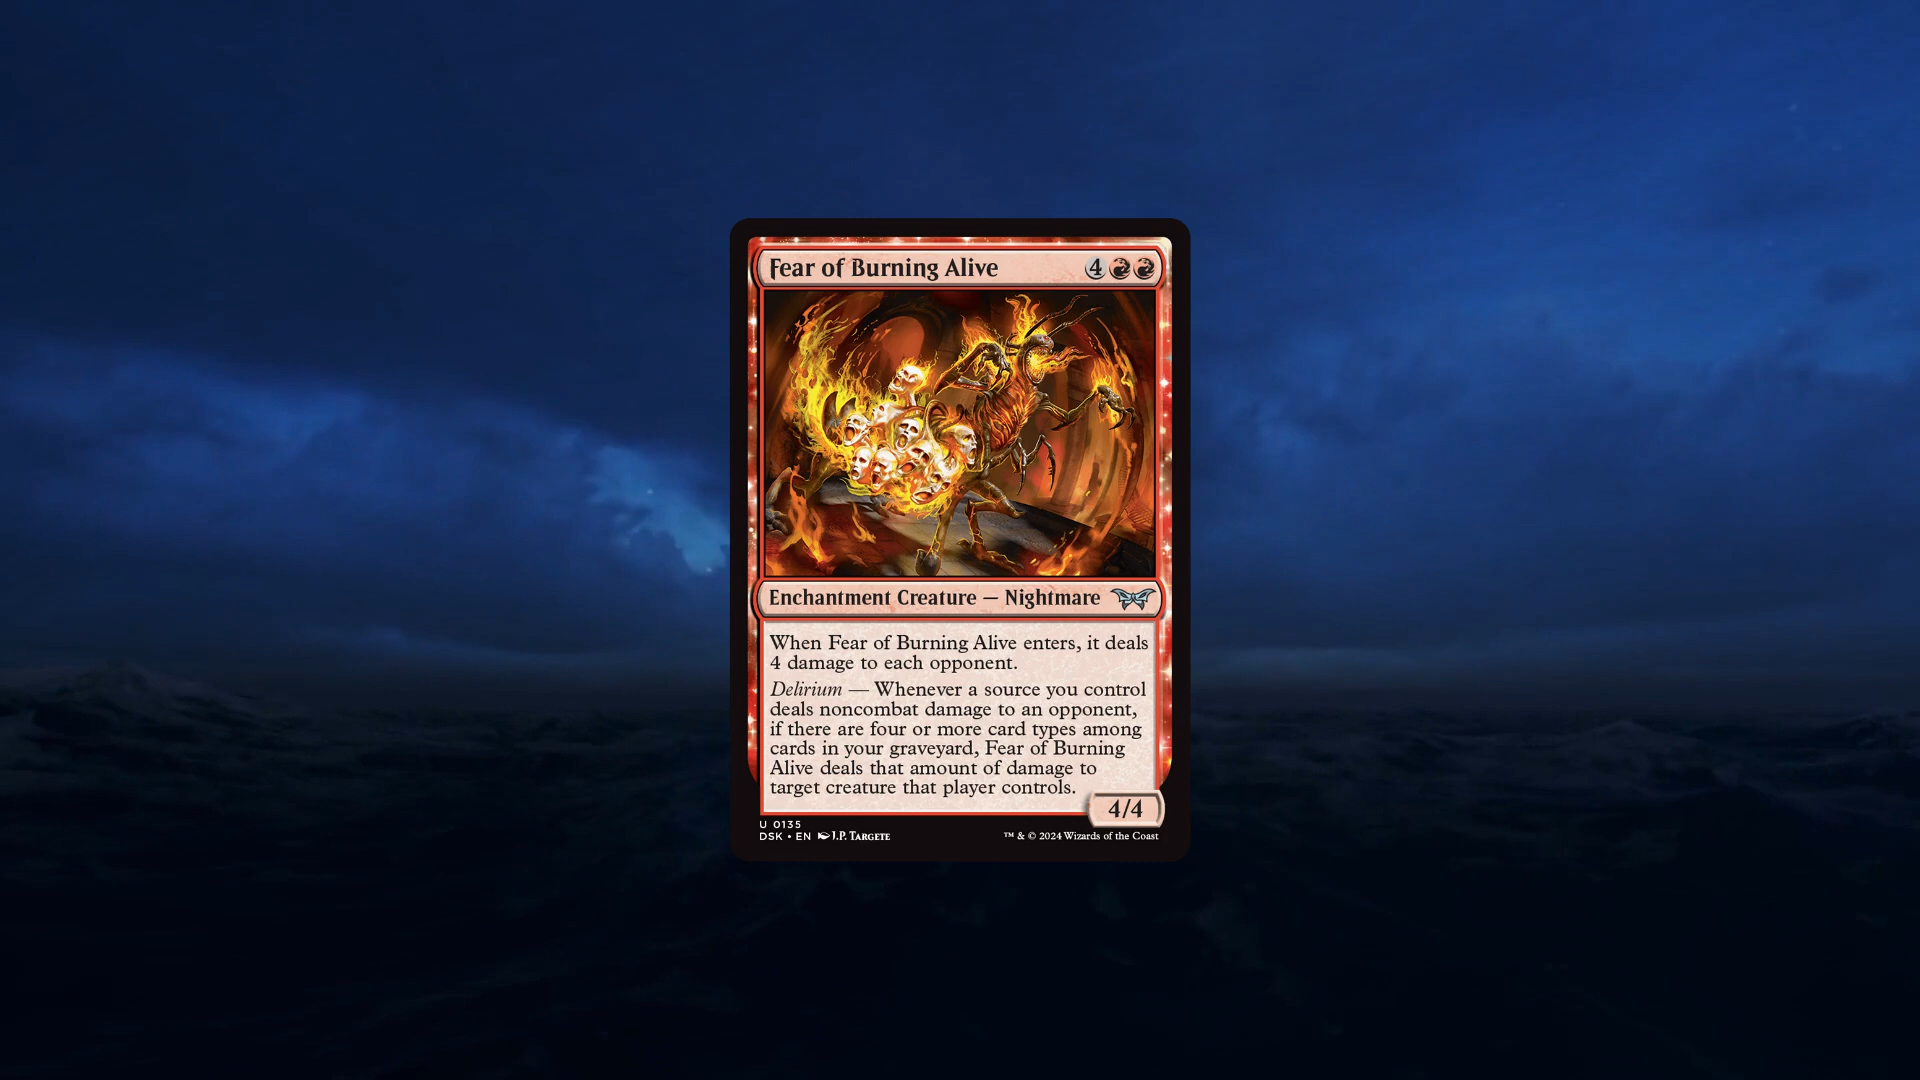 Fear of Burning Alive 4
Enchantment Creature — Nightmare
When Fear of Burning Alive enters, it deals
4 damage to each opponent.
Delirium — Whenever a source you control
deals noncombat damage to an opponent,
if there are four or more card types among
cards in your graveyard, Fear of Burning
Alive deals that amount of damage to
target creature that player controls.
4/4
U 0135
DSK • EN J.P. Targete
™ & © 2024 Wizards of the Coast